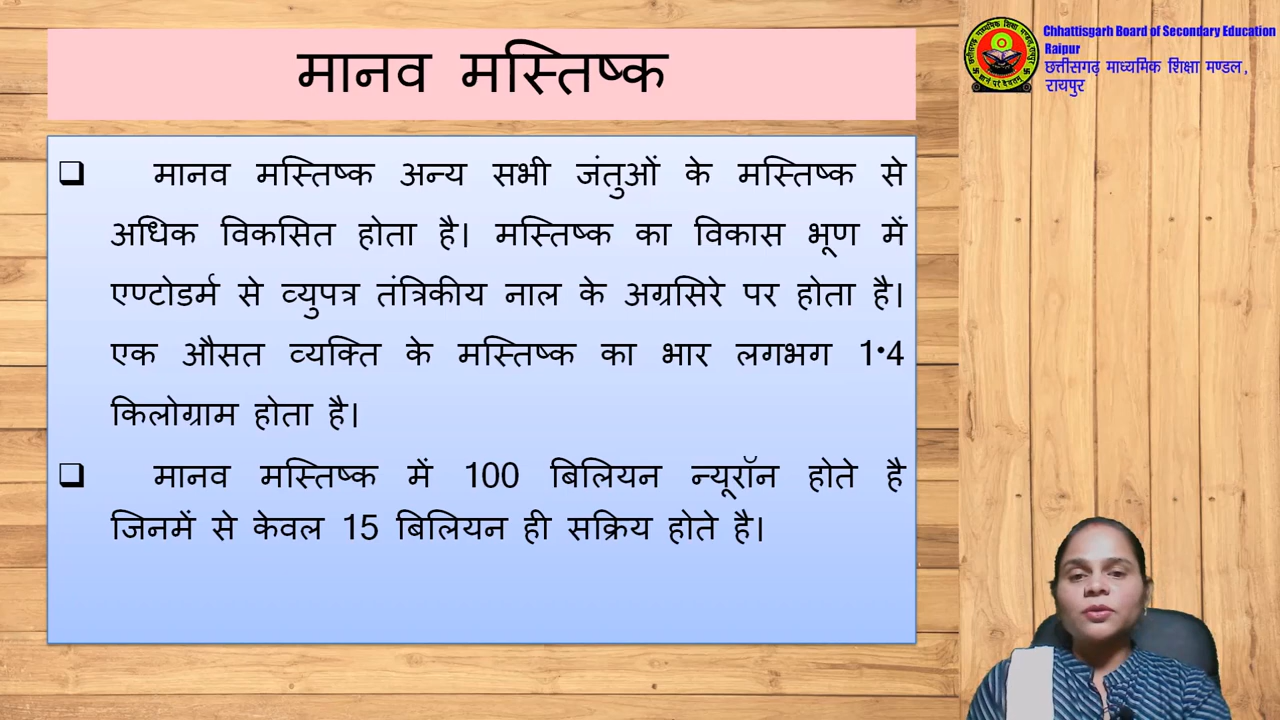 मानव मस्तिष्क
Chhattisgarh Board of Secondary Education
Raipur
छत्तीसगढ़ माध्यमिक शिक्षा मण्डल,
रायपुर
❑ मानव मस्तिष्क अन्य सभी जंतुओं के मस्तिष्क से
अधिक विकसित होता है। मस्तिष्क का विकास भूण में
एण्टोडर्म से व्युपत्र तंत्रिकीय नाल के अग्रसिरे पर होता है।
एक औसत व्यक्ति के मस्तिष्क का भार लगभग 1•4
किलोग्राम होता है।
❑ मानव मस्तिष्क में 100 बिलियन न्यूरॉन होते है
जिनमें से केवल 15 बिलियन ही सक्रिय होते है।